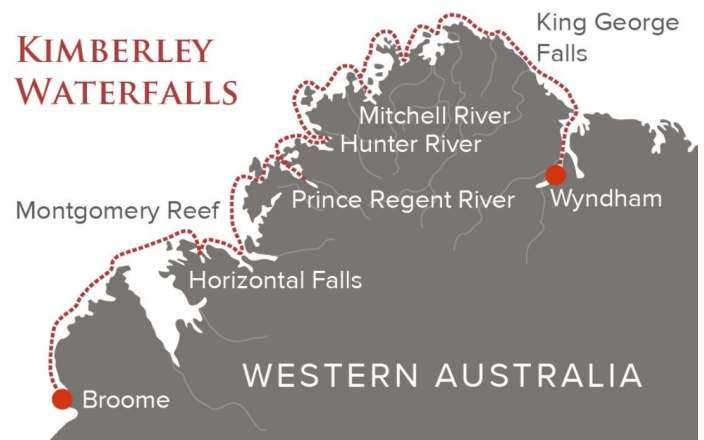 KIMBERLEY
WATERFALLS
King George
Falls
Mitchell River
Hunter River
Prince Regent River
Wyndham
Montgomery Reef
Horizontal Falls
WESTERN AUSTRALIA
Broome